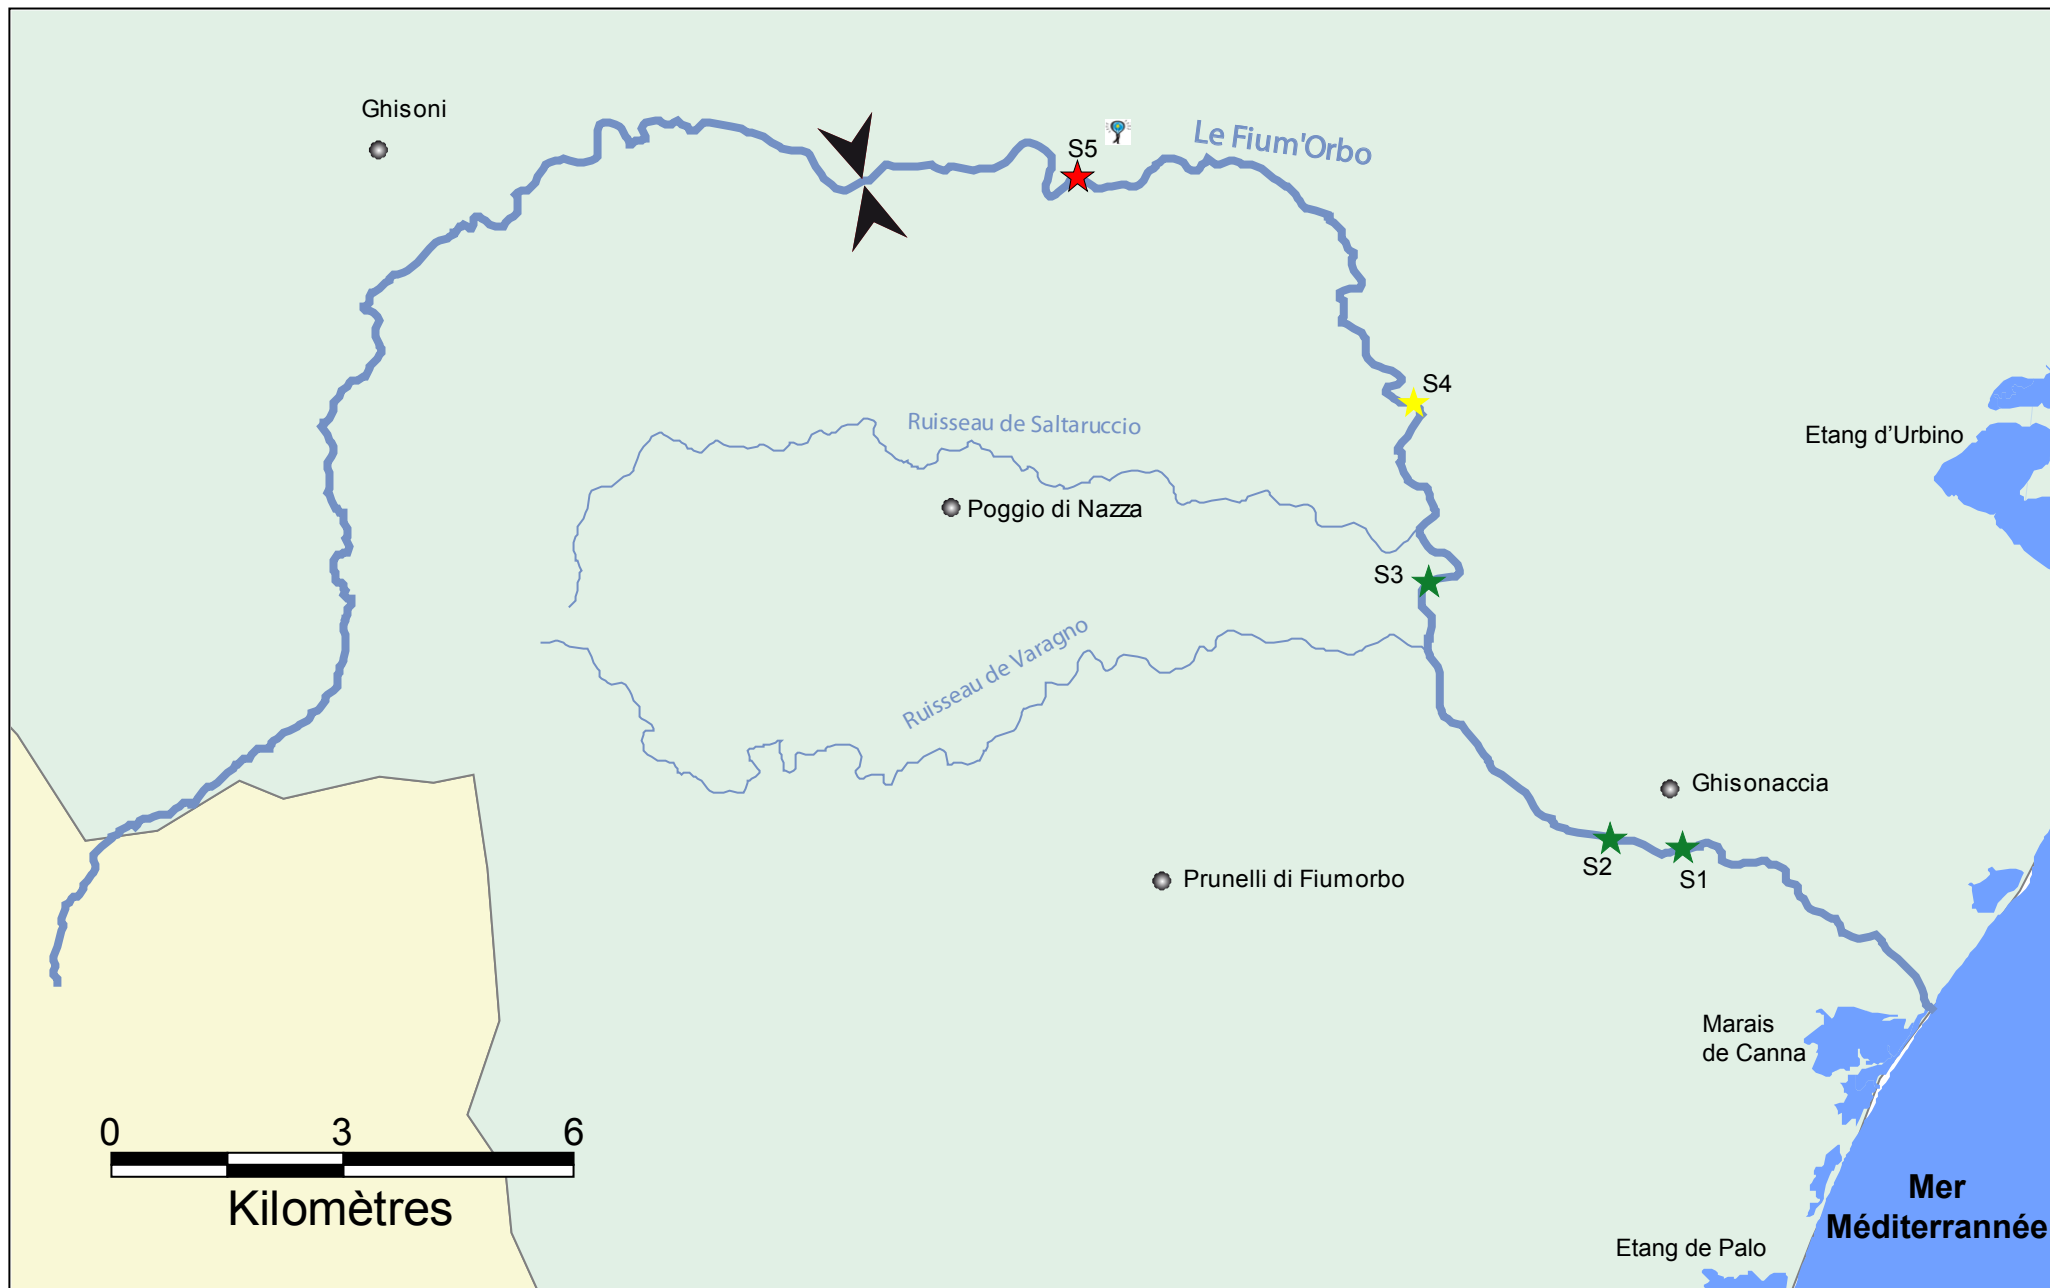 Ghisoni
S5
Le Fium'Orbo
S4
Ruisseau de Saltaruccio
Etang d’Urbino
Poggio di Nazza
S3
Ruisseau de Varagno
Ghisonaccia
S2
S1
Prunelli di Fiumorbo
Marais
de Canna
0 3 6
Kilomètres
Mer
Méditerrannée
Etang de Palo